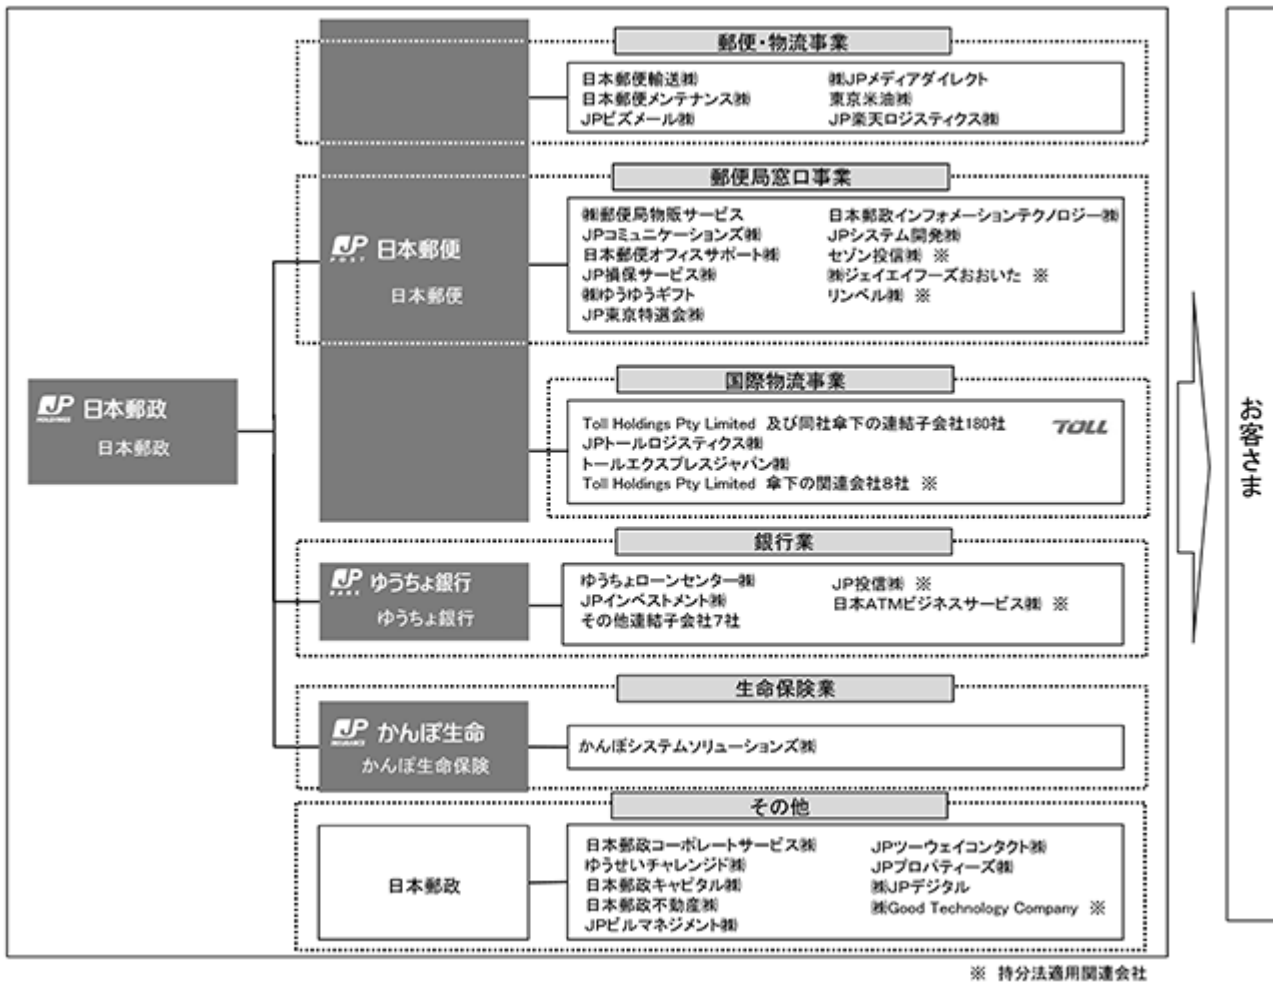 郵便・物流事業
日本郵便輸送㈱
日本郵便メンテナンス㈱
JPビズメール㈱
㈱JPメディアダイレクト
東京米油㈱
JP楽天ロジスティクス㈱
郵便局窓口事業
JP POST 日本郵便
日本郵便
㈱郵便局物販サービス
JPコミュニケーションズ㈱
日本郵便オフィスサポート㈱
JP損保サービス㈱
㈱ゆうゆうギフト
JP東京特選会㈱
日本郵政インフォメーションテクノロジー㈱
JPシステム開発㈱
セゾン投信㈱ ※
㈱ジェイエイフーズおおいた ※
リンベル㈱ ※
JP HOLDINGS 日本郵政
日本郵政
国際物流事業
Toll Holdings Pty Limited 及び同社傘下の連結子会社180社
JPトールロジスティクス㈱
トールエクスプレスジャパン㈱
Toll Holdings Pty Limited 傘下の関連会社8社 ※
TOLL
銀行業
JP BANK ゆうちょ銀行
ゆうちょ銀行
ゆうちょローンセンター㈱
JPインベストメント㈱
その他連結子会社7社
JP投信㈱ ※
日本ATMビジネスサービス㈱ ※
生命保険業
JP INSURANCE かんぽ生命
かんぽ生命保険
かんぽシステムソリューションズ㈱
その他
日本郵政
日本郵政コーポレートサービス㈱
ゆうせいチャレンジド㈱
日本郵政キャピタル㈱
日本郵政不動産㈱
JPビルマネジメント㈱
JPツーウェイコンタクト㈱
JPプロパティーズ㈱
㈱JPデジタル
㈱Good Technology Company ※
お客さま
※ 持分法適用関連会社